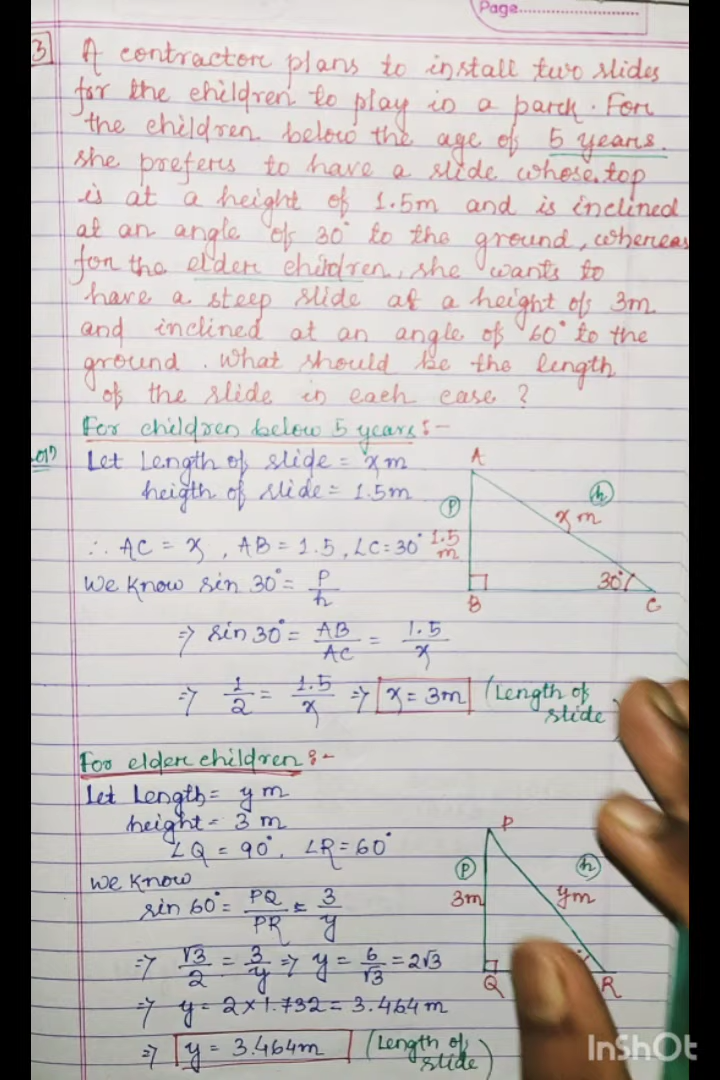 Page
3 A contractor plans to install two slides
for the children to play in a park. For
the children below the age of 5 years.
she prefers to have a slide whose top
is at a height of 1.5m and is inclined
at an angle of 30° to the ground, whereas
for the elder children, she wants to
have a steep slide at a height of 3m
and inclined at an angle of 60° to the
ground. What should be the length
of the slide in each case?
For children below 5 years :-
Let Length of slide = x m
heigth of slide = 1.5m
∴ AC = x, AB = 1.5, ∠C = 30°
We know sin 30° = P/h
⇒ sin 30° = AB/AC = 1.5/x
⇒ 1/2 = 1.5/x ⇒ x = 3m (Length of
slide)
A
P
h
x m
1.5
m
30°
B
C
For elder children :-
Let Length = y m
height = 3 m
∠Q = 90°, ∠R = 60°
We know
sin 60° = PQ/PR = 3/y
⇒ √3/2 = 3/y ⇒ y = 6/√3 = 2√3
⇒ y = 2×1.732 = 3.464 m
⇒ y = 3.464m (Length of
slide)
P
P
h
3m
ym
Q
R
InShOt